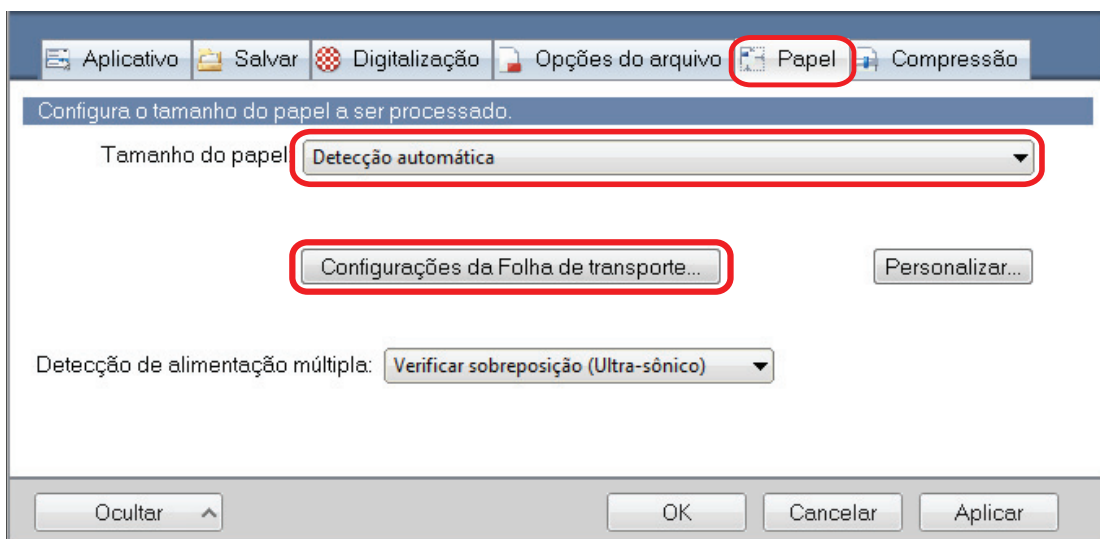 Aplicativo Salvar Digitalização Opções do arquivo Papel Compressão
Configura o tamanho do papel a ser processado.
Tamanho do papel: Detecção automática
Configurações da Folha de transporte... Personalizar...
Detecção de alimentação múltipla: Verificar sobreposição (Ultra-sônico)
Ocultar OK Cancelar Aplicar